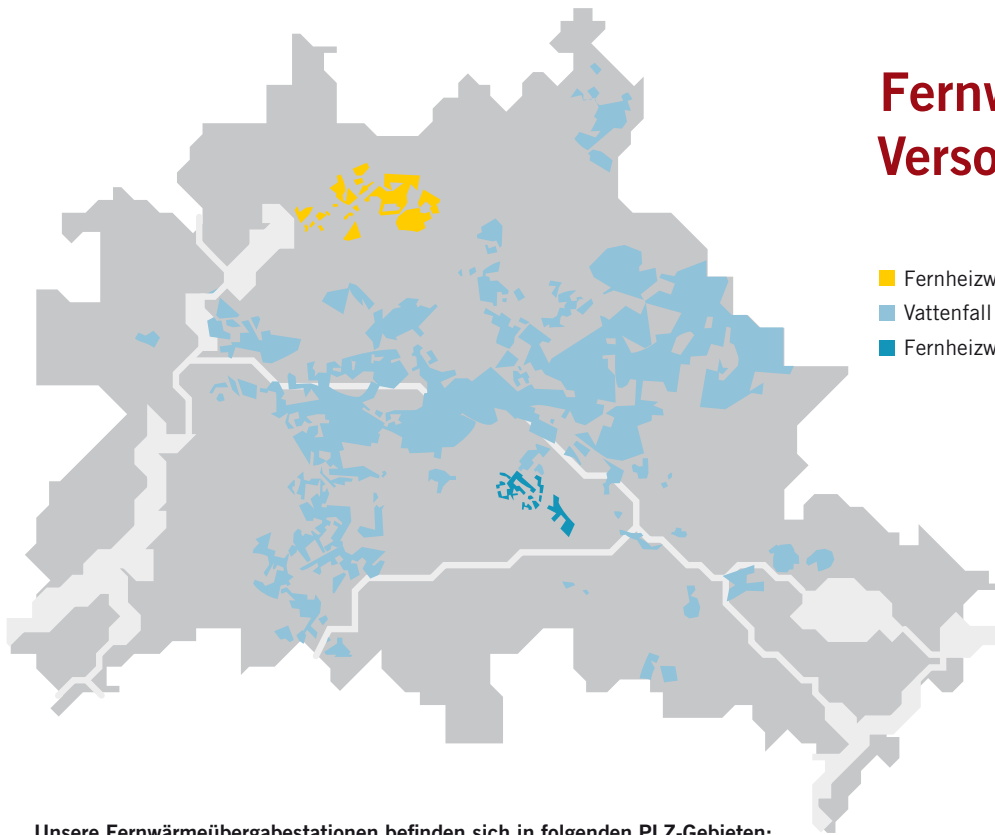 Fernw
Verso
Fernheizw
Vattenfall
Fernheizw
Unsere Fernwärmeübergabestationen befinden sich in folgenden PLZ-Gebieten: